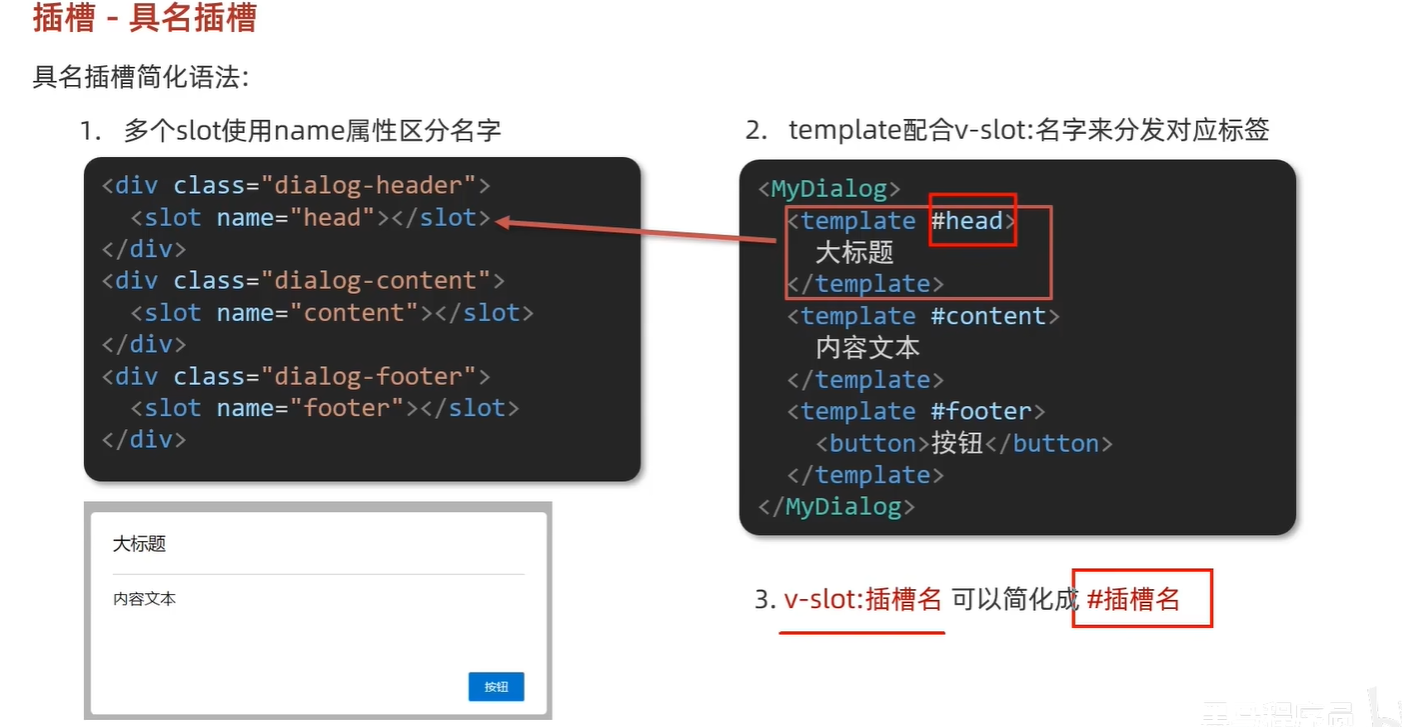 插槽 - 具名插槽
具名插槽简化语法:
1. 多个slot使用name属性区分名字
<div class="dialog-header">
<slot name="head"></slot>
</div>
<div class="dialog-content">
<slot name="content"></slot>
</div>
<div class="dialog-footer">
<slot name="footer"></slot>
</div>
大标题
内容文本
按钮
2. template配合v-slot:名字来分发对应标签
<MyDialog>
<template #head>
大标题
</template>
<template #content>
内容文本
</template>
<template #footer>
<button>按钮</button>
</template>
</MyDialog>
3. v-slot:插槽名 可以简化成 #插槽名